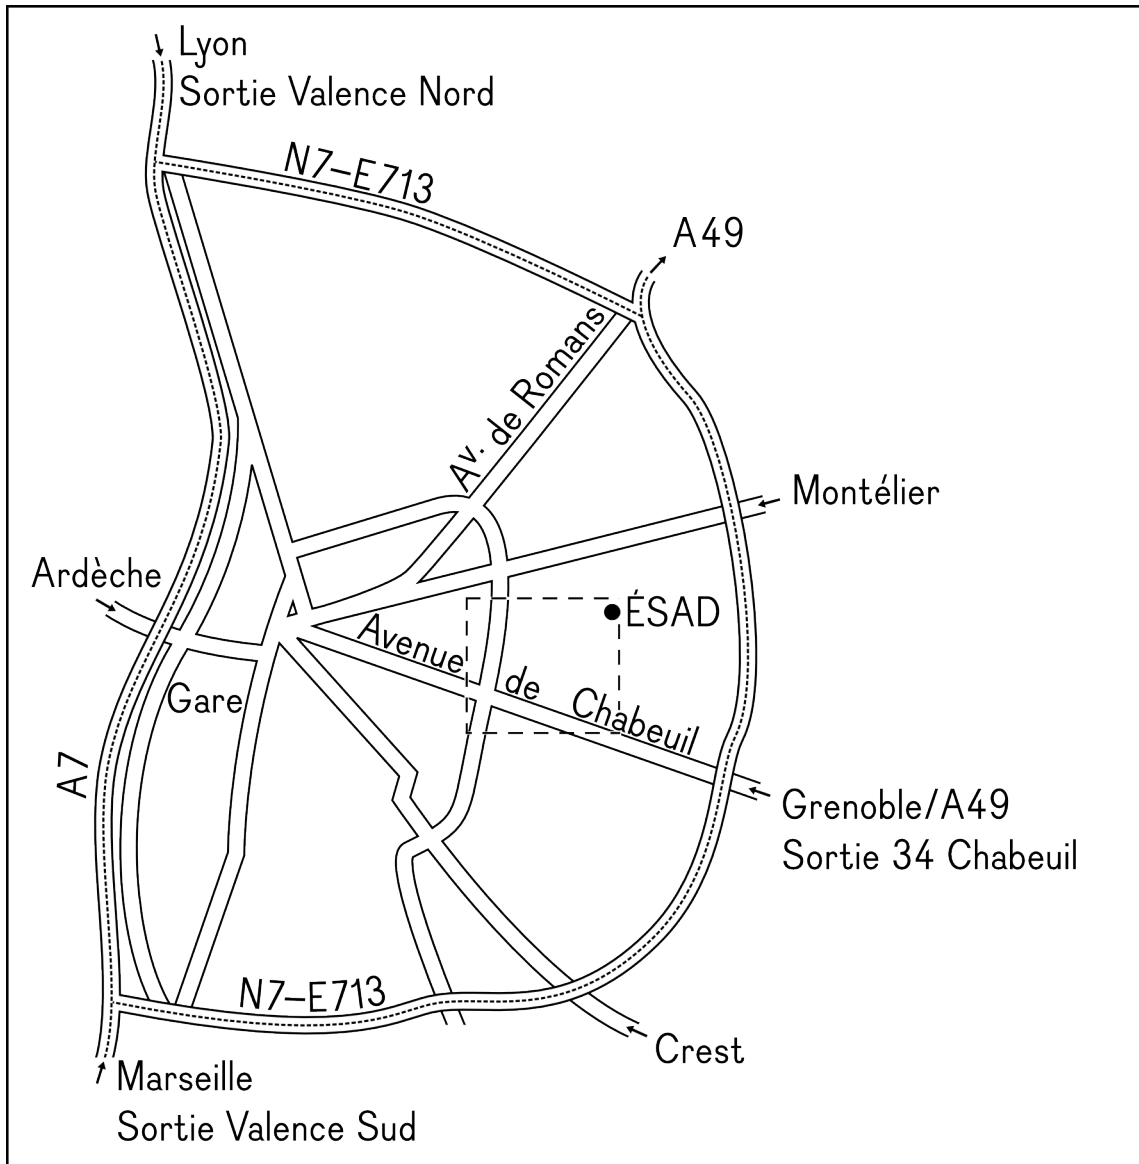 Lyon
Sortie Valence Nord
N7–E713
A49
Av. de Romans
Montélier
Ardèche
ÉSAD
Avenue de Chabeuil
Gare
A7
Grenoble/A49
Sortie 34 Chabeuil
N7–E713
Crest
Marseille
Sortie Valence Sud